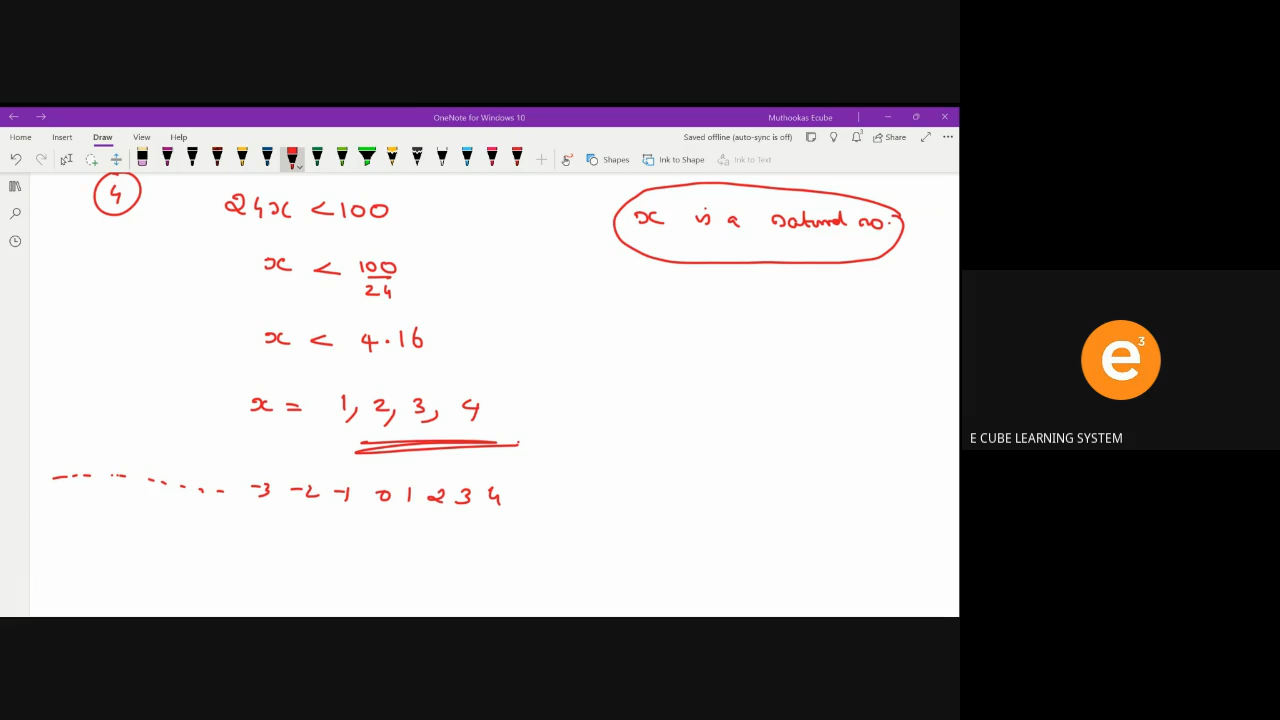 OneNote for Windows 10
Muthookas Ecube
Home Insert Draw View Help
Saved offline (auto-sync is off)
3
Share
Shapes
Ink to Shape
Ink to Text
4
24x < 100
x is a natural no.
x < 100/24
x < 4.16
x = 1, 2, 3, 4
-3 -2 -1 0 1 2 3 4
e3
E CUBE LEARNING SYSTEM